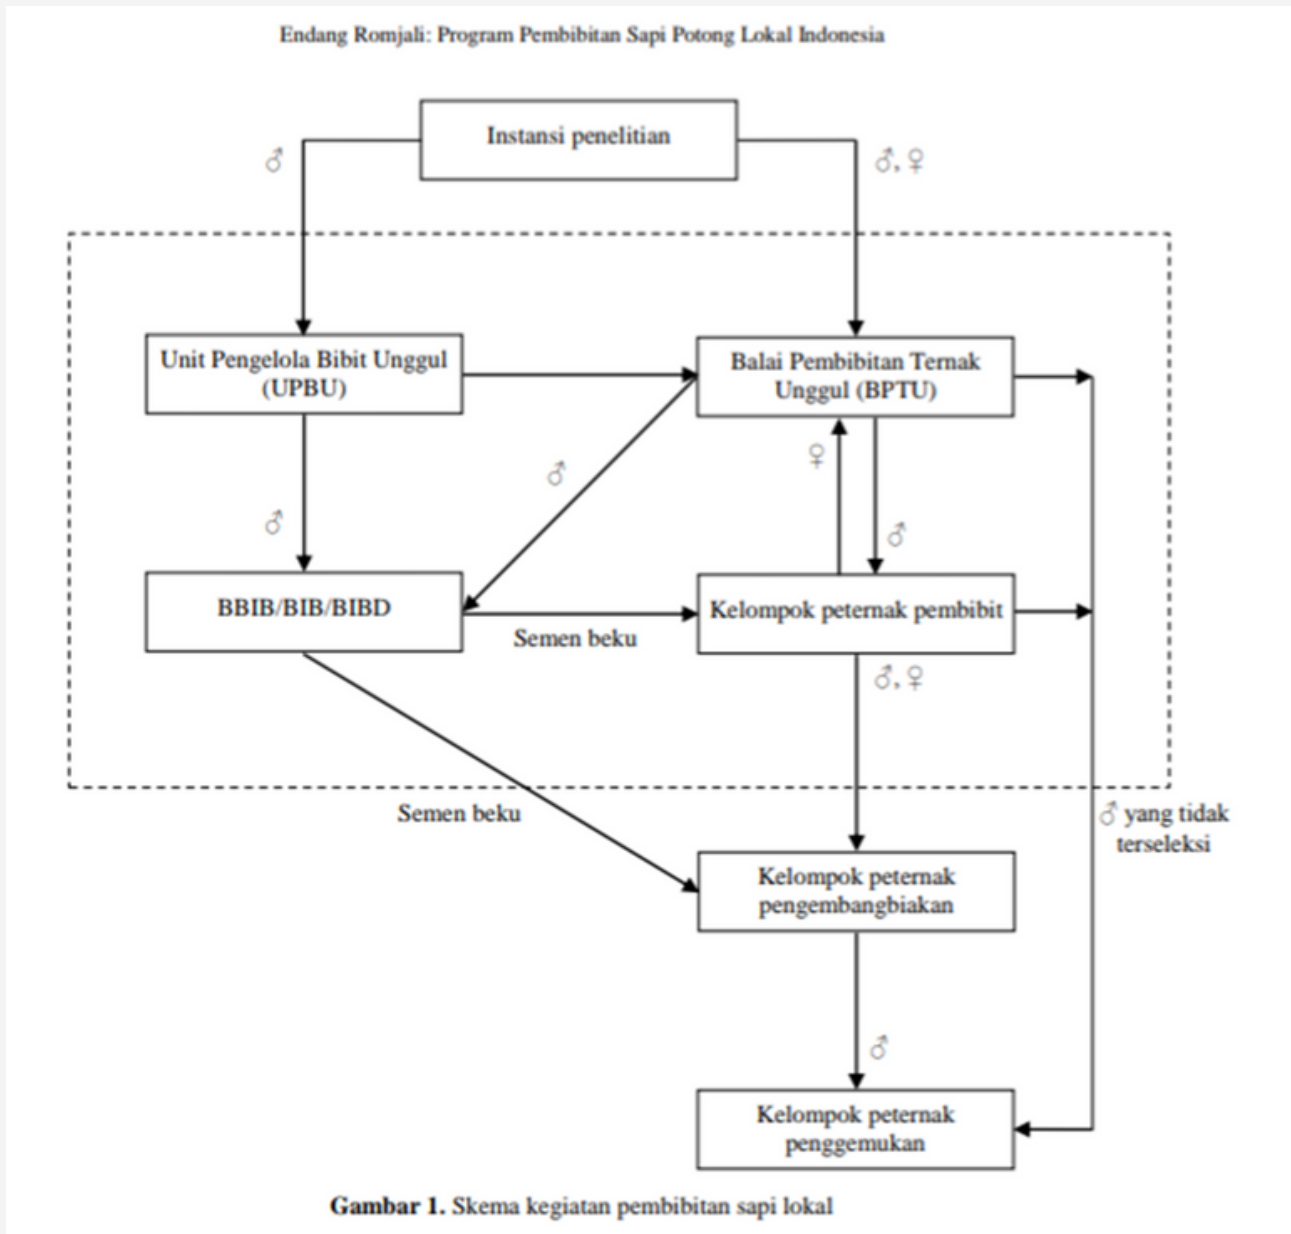 Endang Romjali: Program Pembibitan Sapi Potong Lokal Indonesia
Instansi penelitian
♂
♂, ♀
Unit Pengelola Bibit Unggul
(UPBU)
Balai Pembibitan Ternak
Unggul (BPTU)
♀
♂
♂
♂
BBIB/BIB/BIBD
Kelompok peternak pembibit
Semen beku
♂, ♀
Semen beku
♂ yang tidak
terseleksi
Kelompok peternak
pengembangbiakan
♂
Kelompok peternak
penggemukan
Gambar 1. Skema kegiatan pembibitan sapi lokal